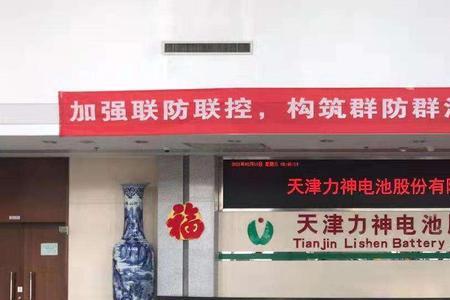 加强联防联控，构筑群防群
天津力神电池股份有
福
天津力神电池
Tianjin Lishen Battery